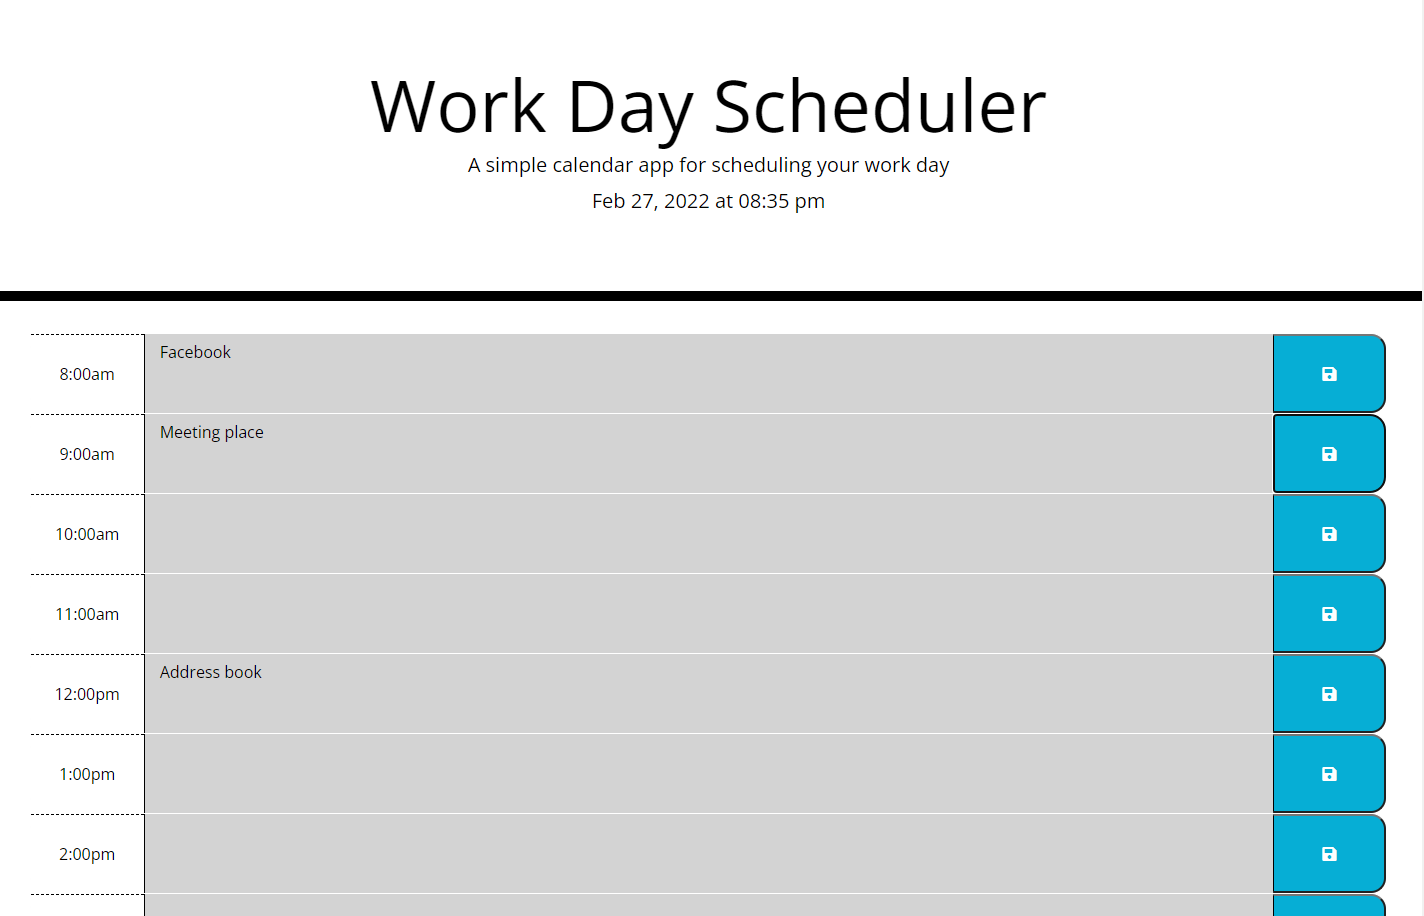 Work Day Scheduler
A simple calendar app for scheduling your work day
Feb 27, 2022 at 08:35 pm
8:00am
Facebook
9:00am
Meeting place
10:00am
11:00am
12:00pm
Address book
1:00pm
2:00pm